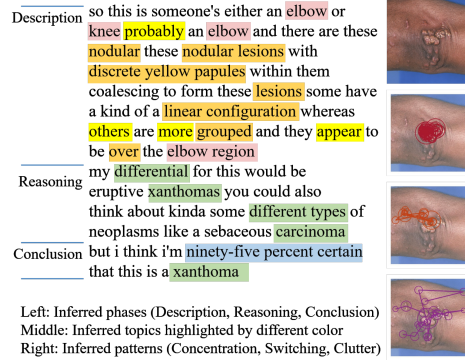 Description
so this is someone's either an elbow or
knee probably an elbow and there are these
nodular these nodular lesions with
discrete yellow papules within them
coalescing to form these lesions some have
a kind of a linear configuration whereas
others are more grouped and they appear to
be over the elbow region
Reasoning
my differential for this would be
eruptive xanthomas you could also
think about kinda some different types of
neoplasms like a sebaceous carcinoma
Conclusion
but i think i'm ninety-five percent certain
that this is a xanthoma
Left: Inferred phases (Description, Reasoning, Conclusion)
Middle: Inferred topics highlighted by different color
Right: Inferred patterns (Concentration, Switching, Clutter)